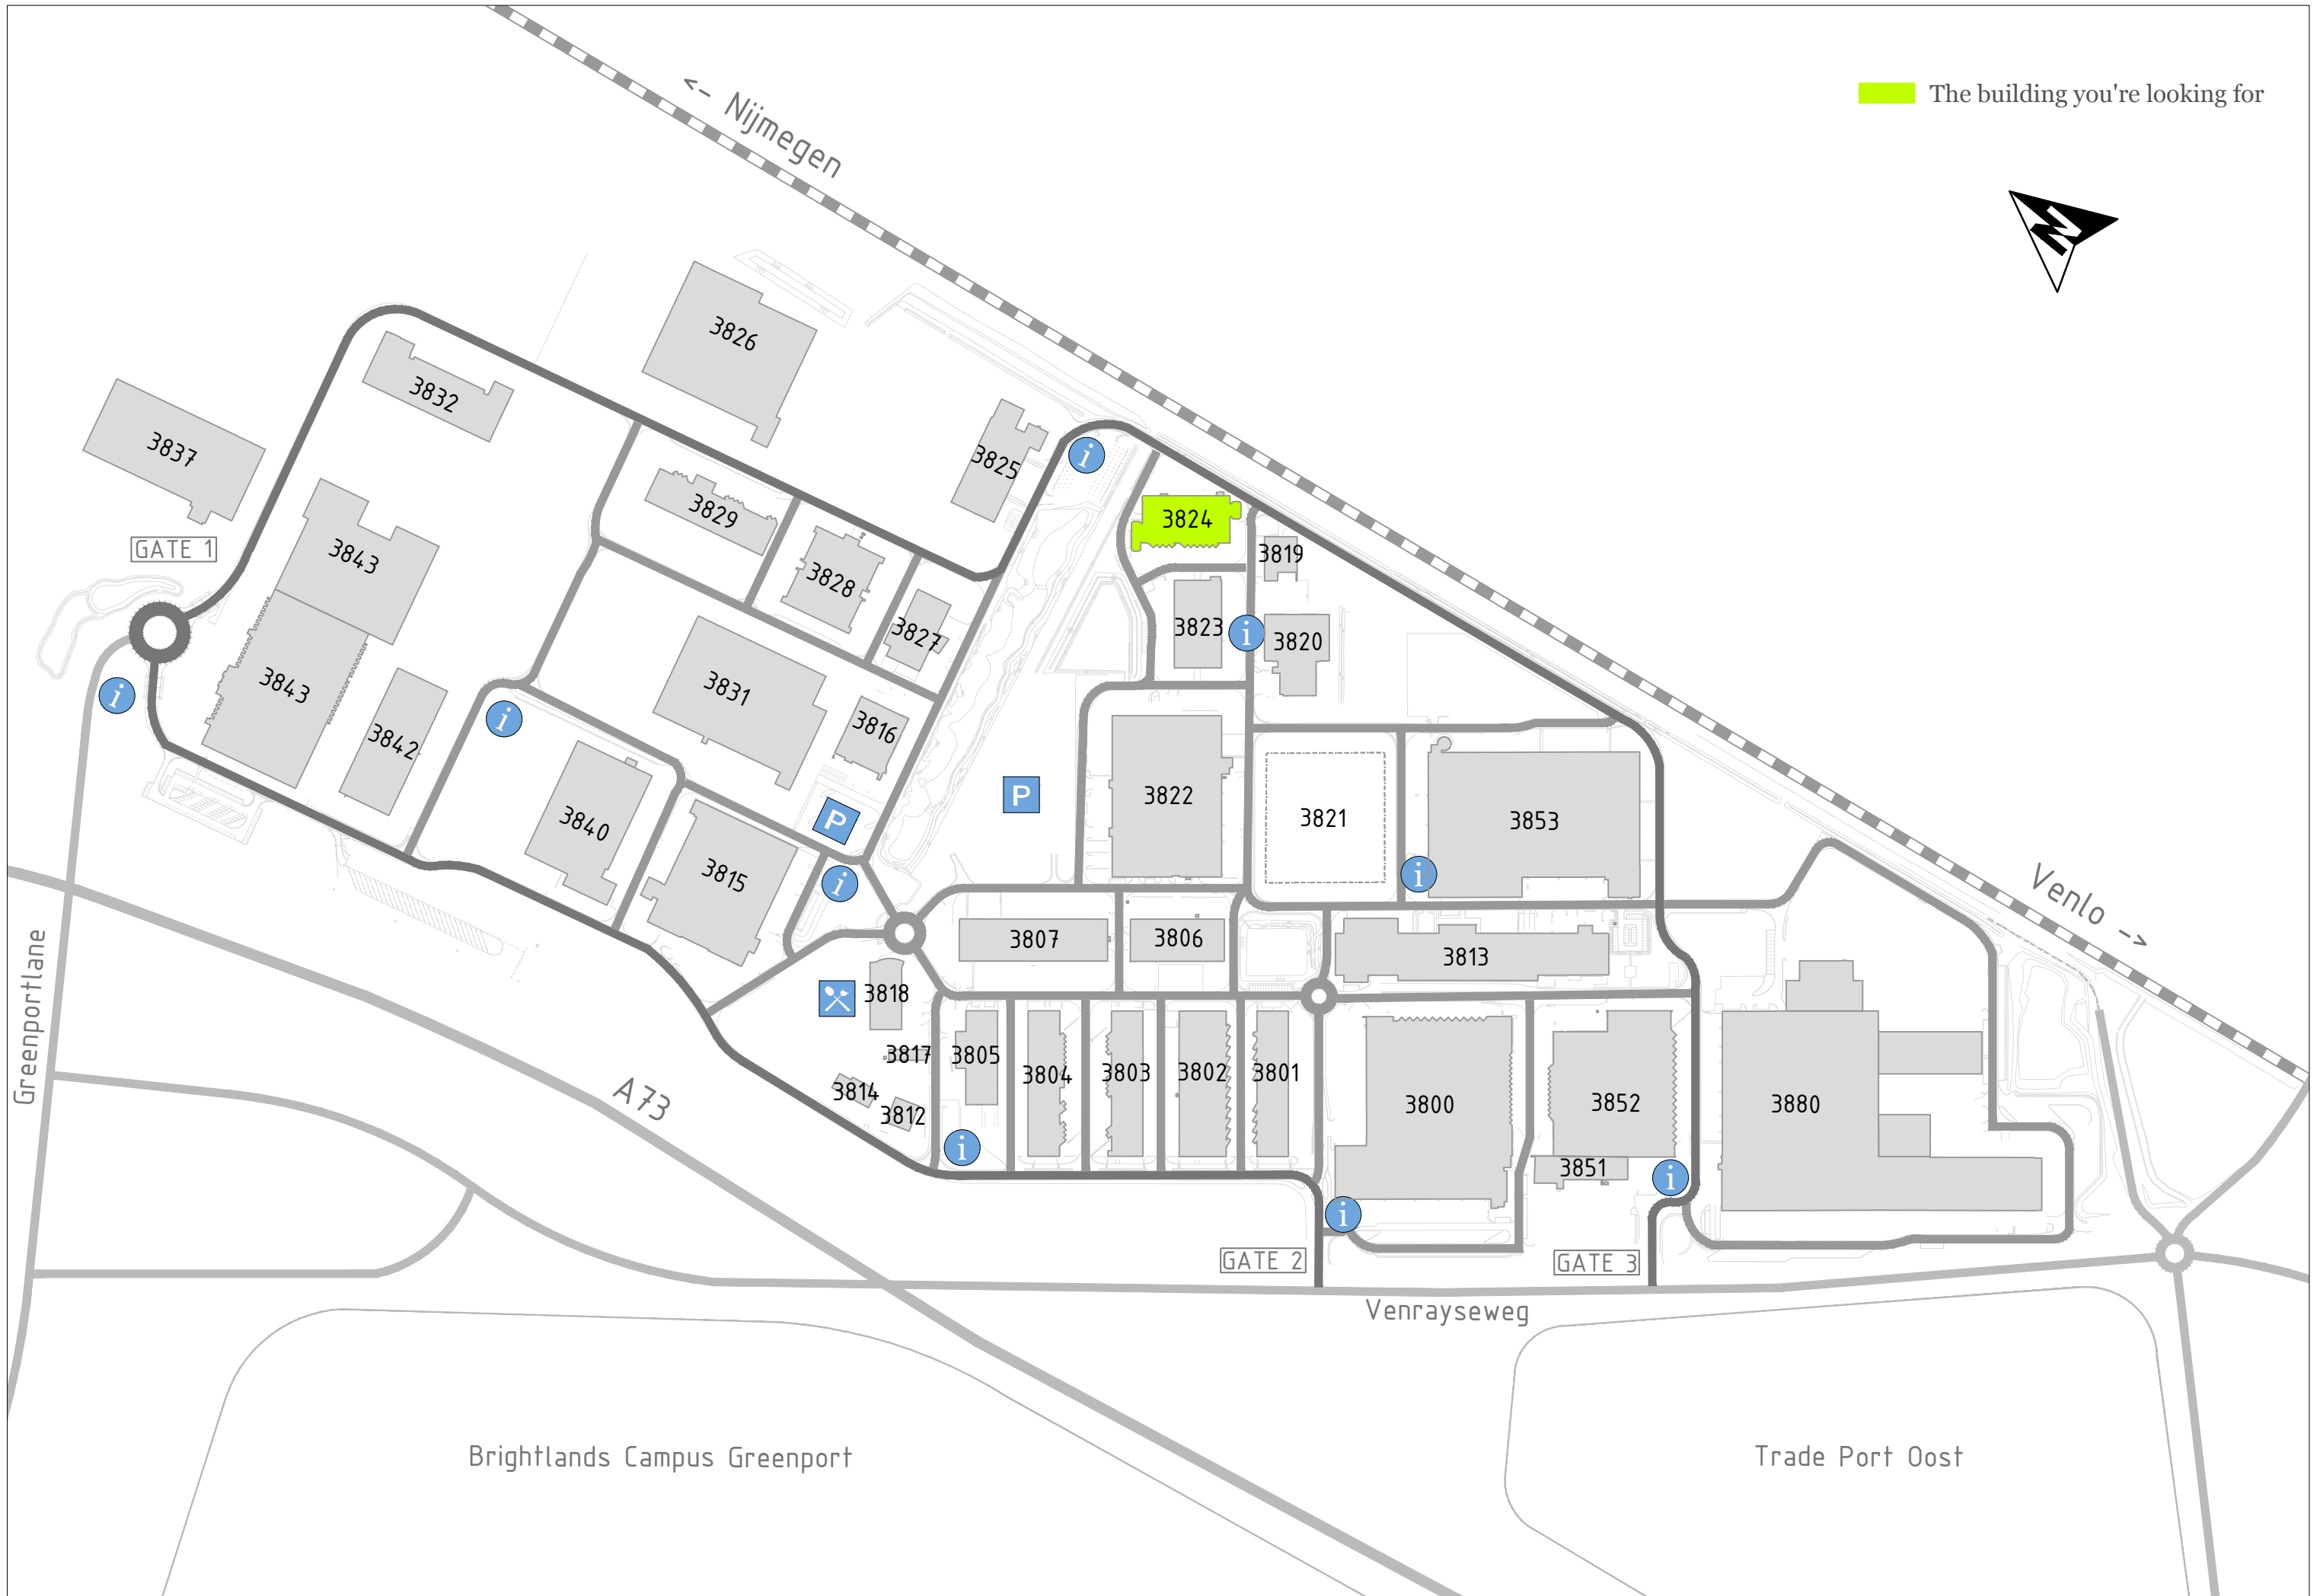 <- Nijmegen
The building you're looking for
N
3826
3832
3837
3825
3829
3824
GATE 1
3843
3819
3828
3823
3827
3820
3843
3831
3816
3842
P
3822
3821
3853
P
3840
3815
Venlo ->
3807
3806
3813
Greenportlane
3818
3817
3805
3804
3803
3802
3801
A 73
3814
3812
3800
3852
3880
3851
GATE 2
GATE 3
Venrayseweg
Brightlands Campus Greenport
Trade Port Oost
i
i
i
i
i
i
i
i
i